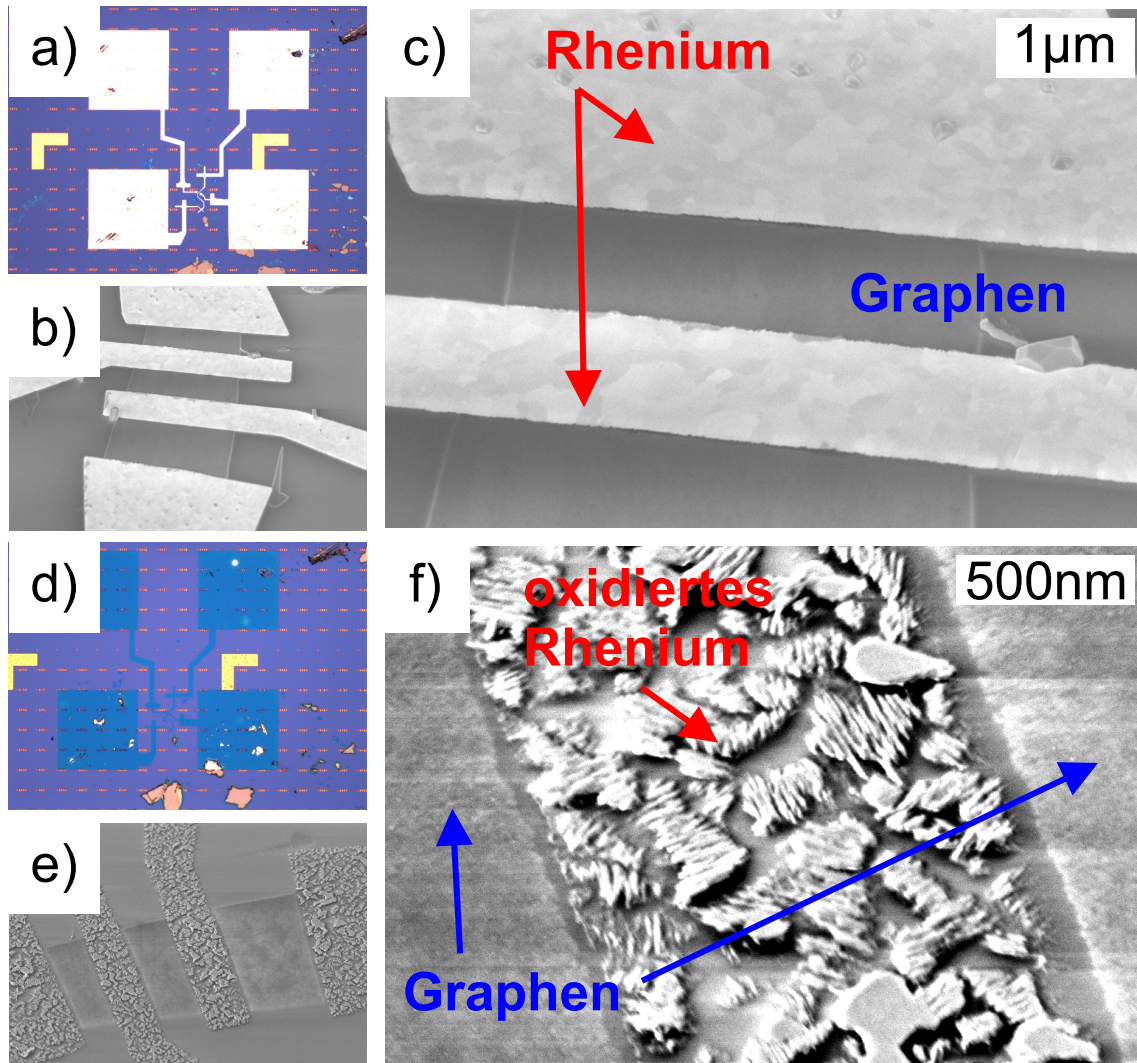 a)
b)
c)
Rhenium
1µm
Graphen
d)
e)
f)
oxidiertes
Rhenium
500nm
Graphen